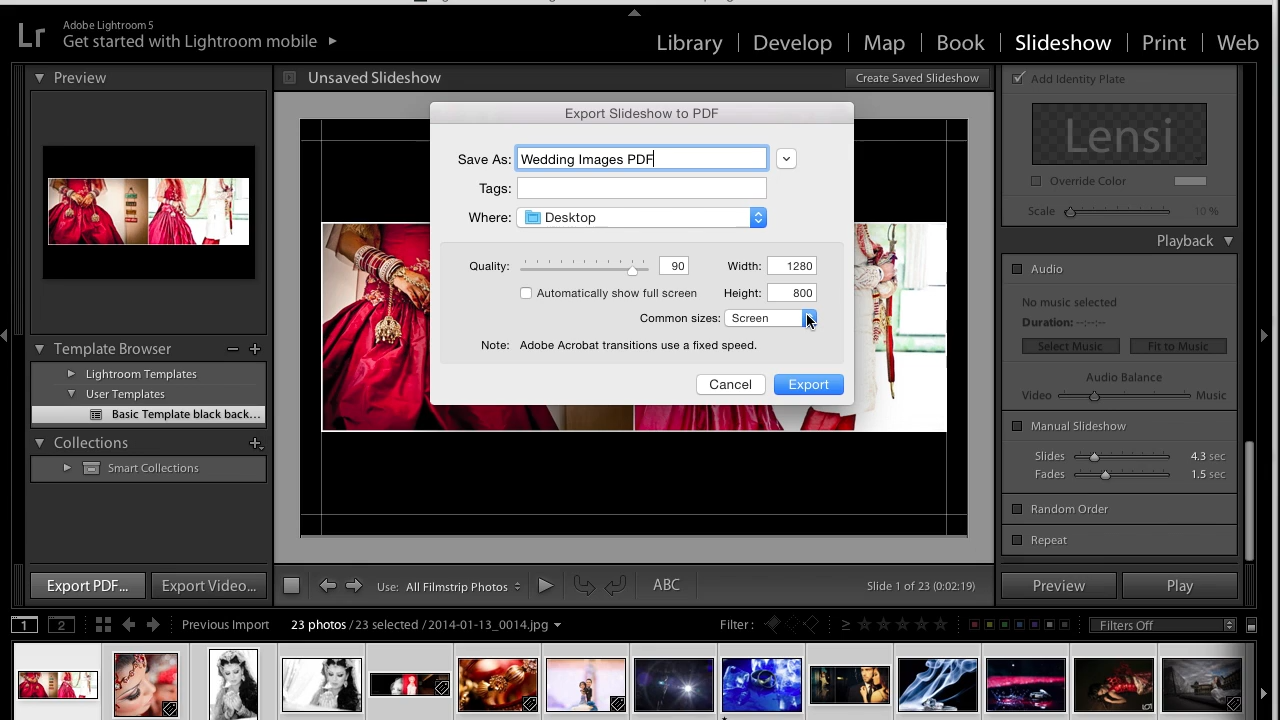 Lr
Adobe Lightroom 5
Get started with Lightroom mobile
Library
Develop
Map
Book
Slideshow
Print
Web
Preview
Template Browser
Lightroom Templates
User Templates
Basic Template black back...
Collections
Smart Collections
Export PDF...
Export Video...
Unsaved Slideshow
Create Saved Slideshow
Export Slideshow to PDF
Save As: Wedding Images PDF
Tags:
Where: Desktop
Quality: 90
Width: 1280
Automatically show full screen
Height: 800
Common sizes: Screen
Note: Adobe Acrobat transitions use a fixed speed.
Cancel
Export
Use: All Filmstrip Photos
ABC
Slide 1 of 23 (0:02:19)
Add Identity Plate
Lensi
Override Color
Scale 10 %
Playback
Audio
No music selected
Duration: --:--:--
Select Music
Fit to Music
Audio Balance
Video
Music
Manual Slideshow
Slides 4.3 sec
Fades 1.5 sec
Random Order
Repeat
Preview
Play
1
2
Previous Import
23 photos / 23 selected / 2014-01-13_0014.jpg
Filter :
≥
Filters Off